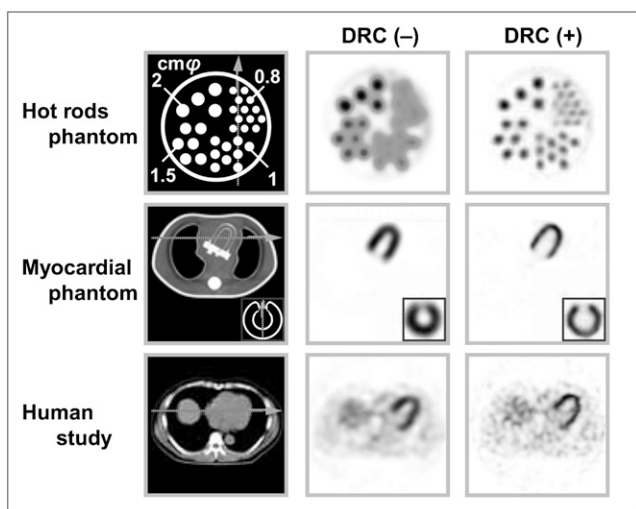 DRC (–) DRC (+)
Hot rods
phantom
cmφ
2
0.8
1.5
1
Myocardial
phantom
Human
study